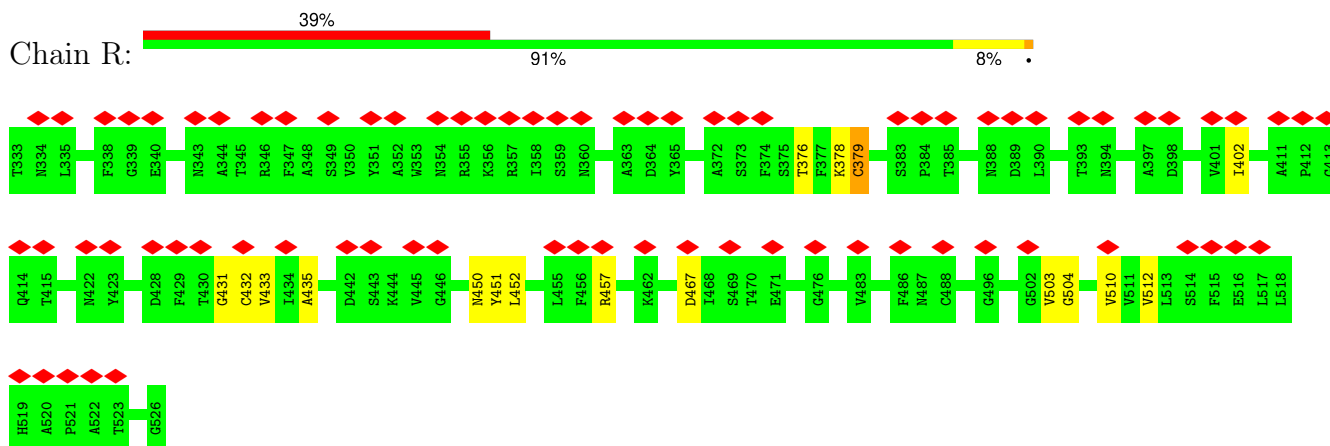 39%
Chain R:
91% 8% •
T333 N334 L335 F338 G339 E340 N343 A344 T345 R346 F347 A348 S349 V350 Y351 A352 W353 N354 R355 K356 R357 I358 S359 N360 A363 D364 Y365 A372 S373 F374 S375 T376 F377 K378 C379 S383 P384 T385 N388 D389 L390 T393 N394 A397 D398 V401 I402 A411 P412 G413
Q414 T415 N422 Y423 D428 F429 T430 G431 C432 V433 I434 A435 D442 S443 K444 V445 G446 N450 Y451 L452 L455 F456 R457 K462 D467 I468 S469 T470 E471 G476 V483 F486 N487 C488 G496 G502 V503 G504 V510 V511 V512 L513 S514 F515 E516 L517 L518
H519 A520 P521 A522 T523 G526